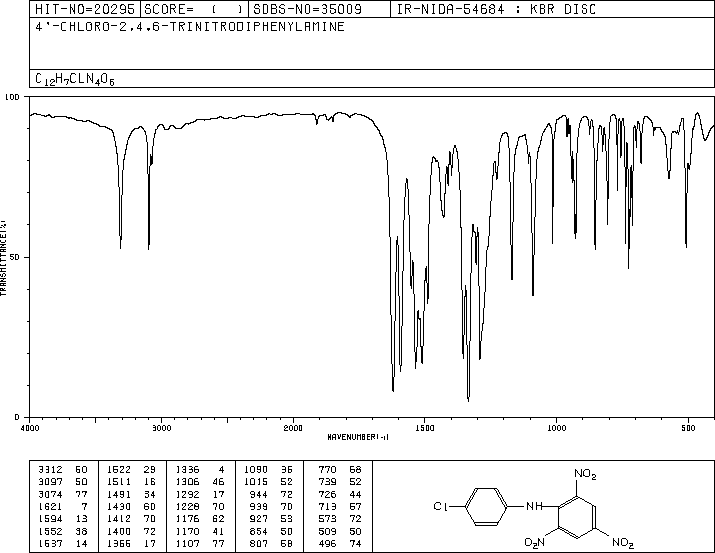 HIT-NO=20295 SCORE= ( ) SDBS-NO=35009 IR-NIDA-54684 : KBR DISC
4'-CHLORO-2,4,6-TRINITRODIPHENYLAMINE
C12H7CLN4O6
100
50
0
TRANSMITTANCE(%)
4000 3000 2000 1500 1000 500
WAVENUMBER(-1)
3312 50 1522 29 1336 4 1090 36 770 68
3097 50 1511 16 1306 46 1015 52 739 52
3074 77 1491 34 1292 17 944 72 726 44
1621 7 1430 60 1228 70 939 70 713 57
1594 13 1412 70 1176 62 927 53 573 72
1552 38 1400 72 1170 41 854 50 509 50
1537 14 1356 17 1107 77 807 58 496 74
NO2
Cl
NH
O2N
NO2